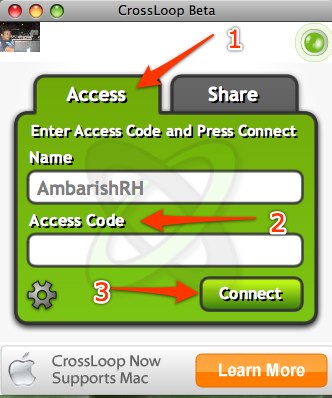 CrossLoop Beta
1
Access
Share
Enter Access Code and Press Connect
Name
AmbarishRH
Access Code
2
3
Connect
CrossLoop Now
Supports Mac
Learn More